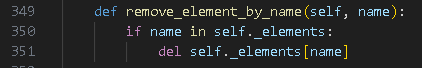 349 def remove_element_by_name(self, name):
350 if name in self._elements:
351 del self._elements[name]